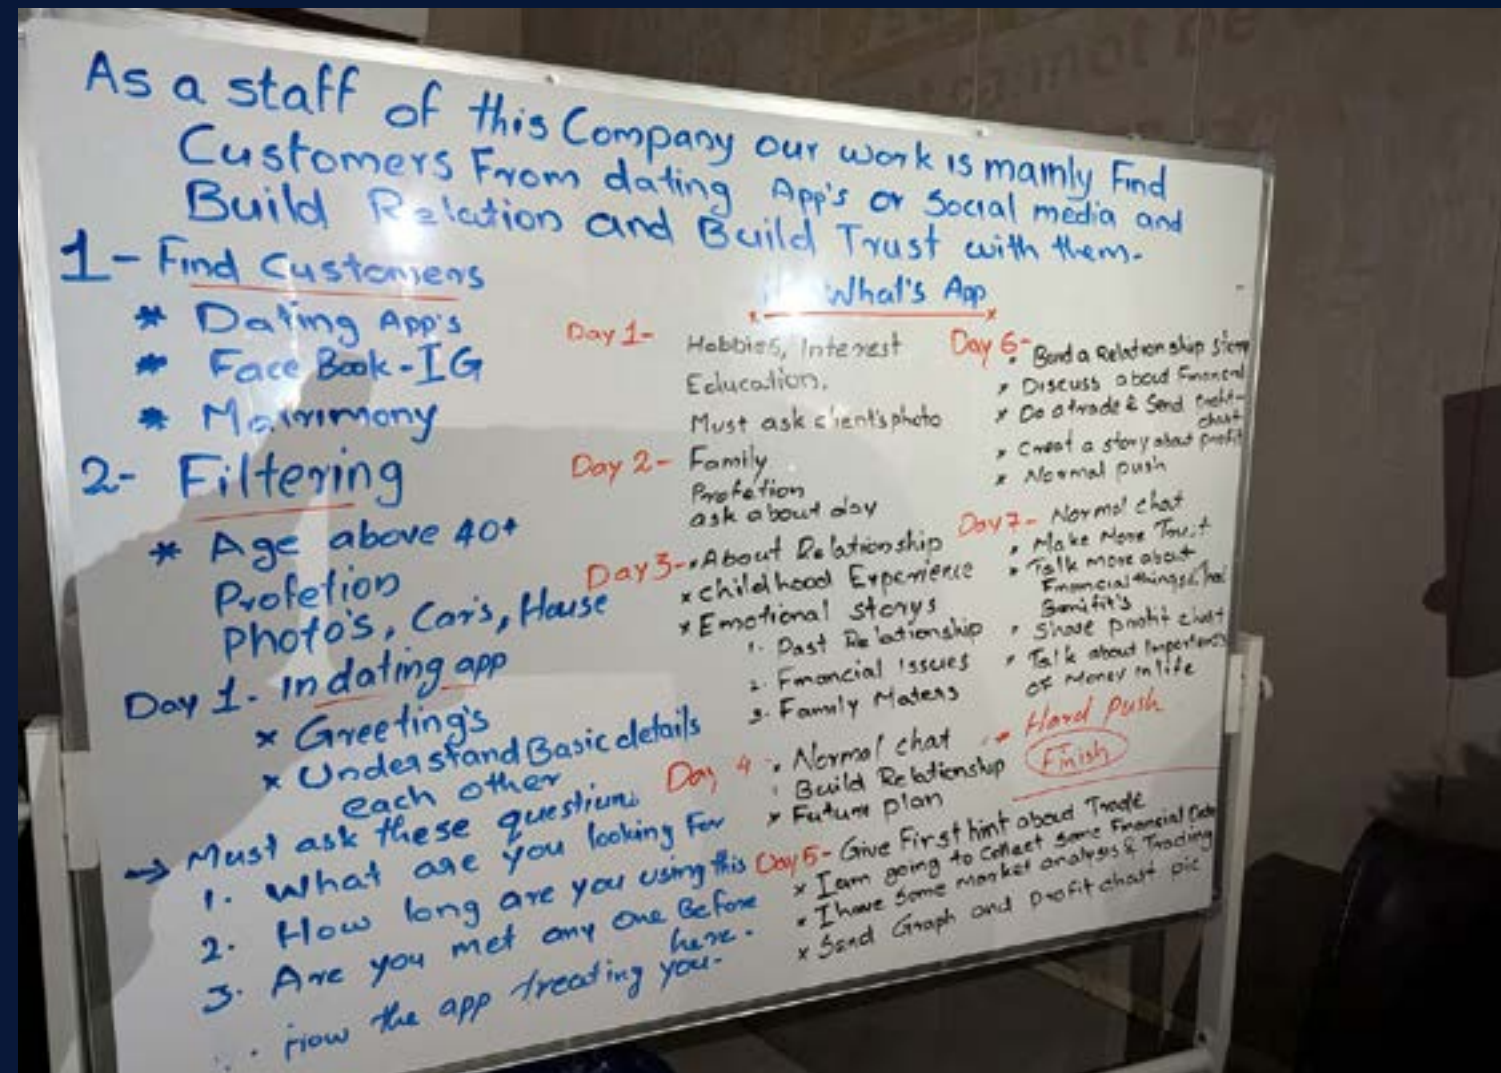 As a staff of this Company our work is mainly Find
Customers From dating App's or Social media and
Build Relation and Build Trust with them.
1- Find Customers
* Dating App's
* Face Book - IG
* Matrimony
2- Filtering
* Age above 40+
Profetion
Photo's, Car's, House
Day 1- In dating app
x Greeting's
x Understand Basic details
each other
→ Must ask these questions
1. What are you looking For
2. How long are you using this
3. Are you met any one Before
here.
How the app treating you-
What's App
Day 1- Hobbies, Interest
Education,
Must ask client's photo
Day 2- Family
Profetion
ask about day
Day 3- • About Relationship
x childhood Experience
x Emotional storys
1. Past Relationship
2. Financial Issues
3. Family Maters
Day 4 • Normal chat
• Build Relationship
x Future plan
Day 5- Give First hint about Trade
x I am going to Collect Some Financial
• I have Some market analysis & Trading
x Send Graph and Profit chart pic
Day 6- • a Relationship
x Discuss about Financial
x Do a trade & Send Profit-
chart
x Creat a story about profit
x Normal push
Day 7- Normal chat
• Make More Trust
• Talk more about
Financial things
Benifit's
• Share profit chart
• Talk about
of Money in life
Hard Push
Finish